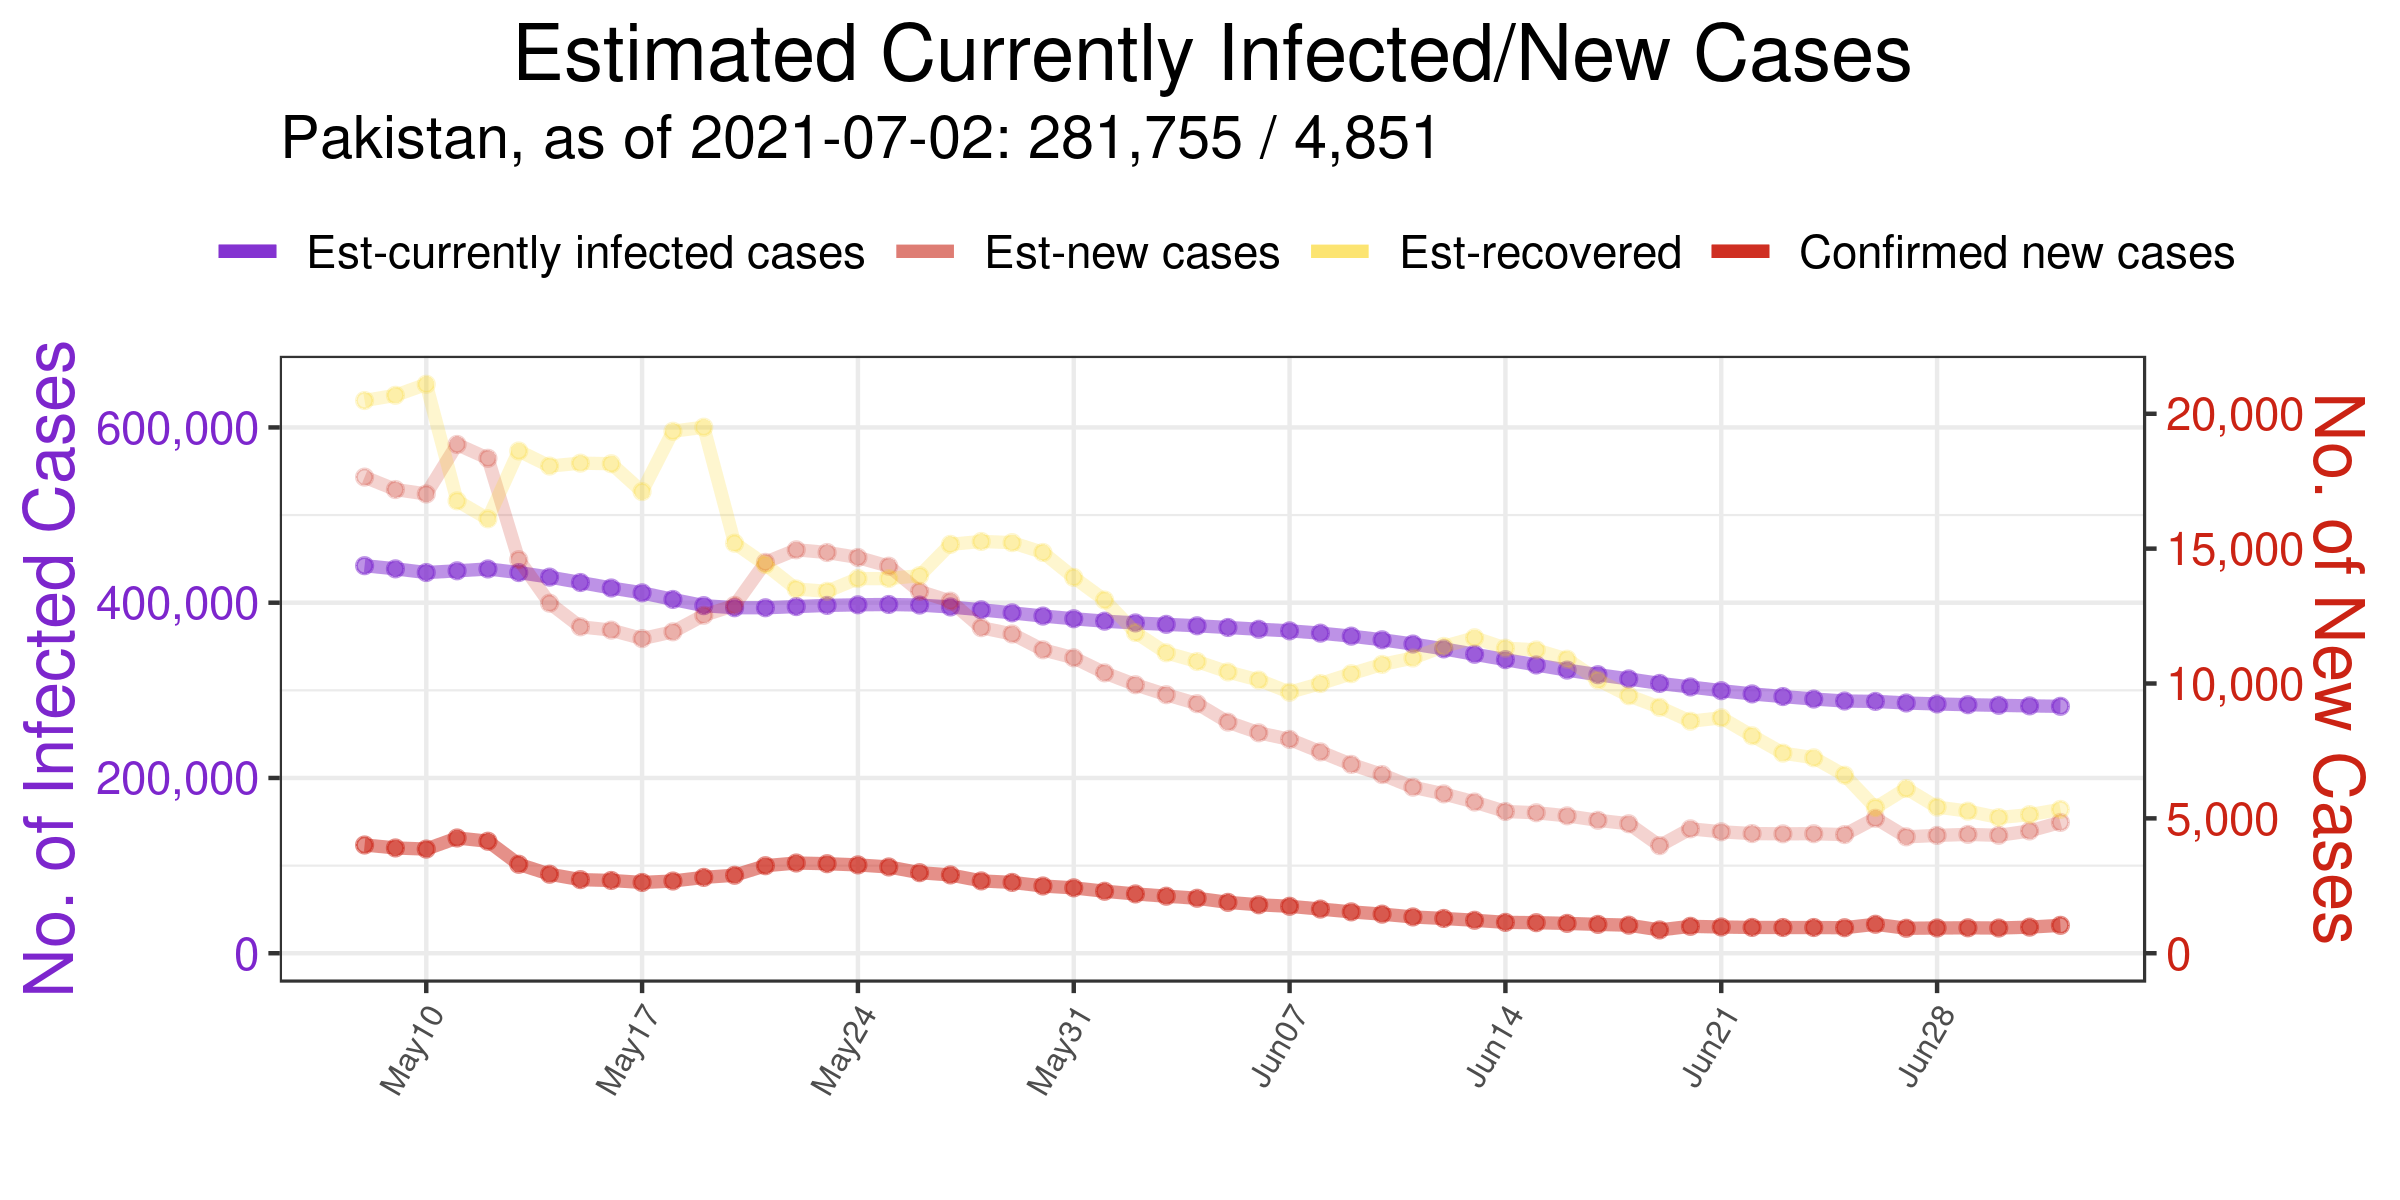 Estimated Currently Infected/New Cases
Pakistan, as of 2021-07-02: 281,755 / 4,851
Est-currently infected cases Est-new cases Est-recovered Confirmed new cases
No. of Infected Cases
600,000
400,000
200,000
0
20,000
15,000
10,000
5,000
0
No. of New Cases
May10 May17 May24 May31 Jun07 Jun14 Jun21 Jun28